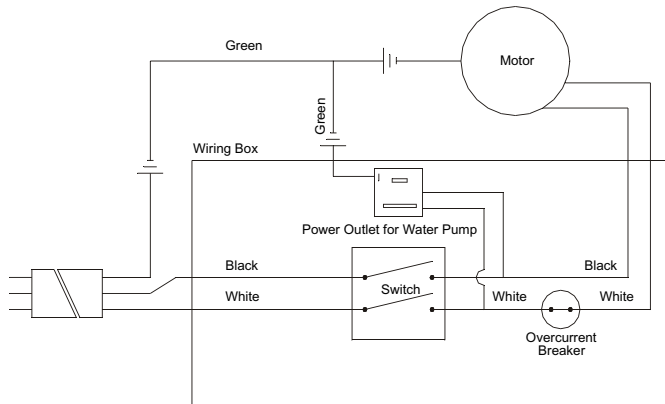 Green
Motor
Green
Wiring Box
Power Outlet for Water Pump
Black
Black
Switch
White
White
White
Overcurrent
Breaker